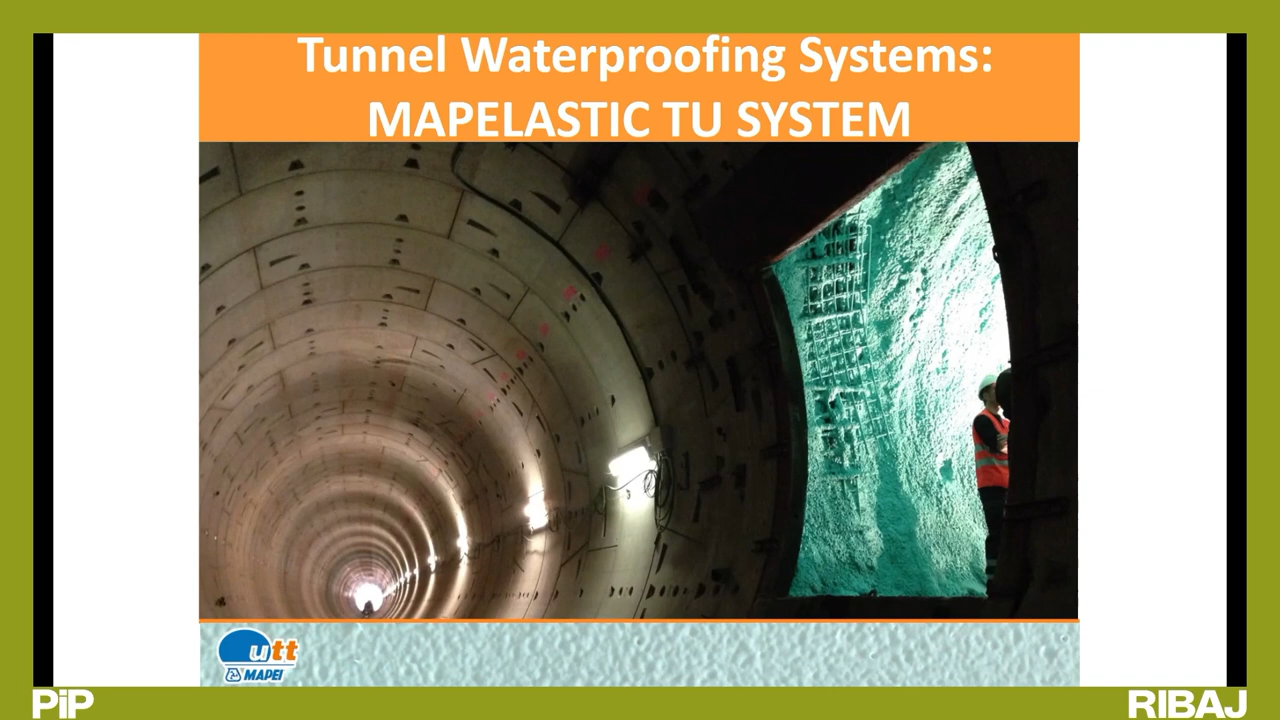 Tunnel Waterproofing Systems:
MAPELASTIC TU SYSTEM
utt
MAPEI
PiP
RIBAJ